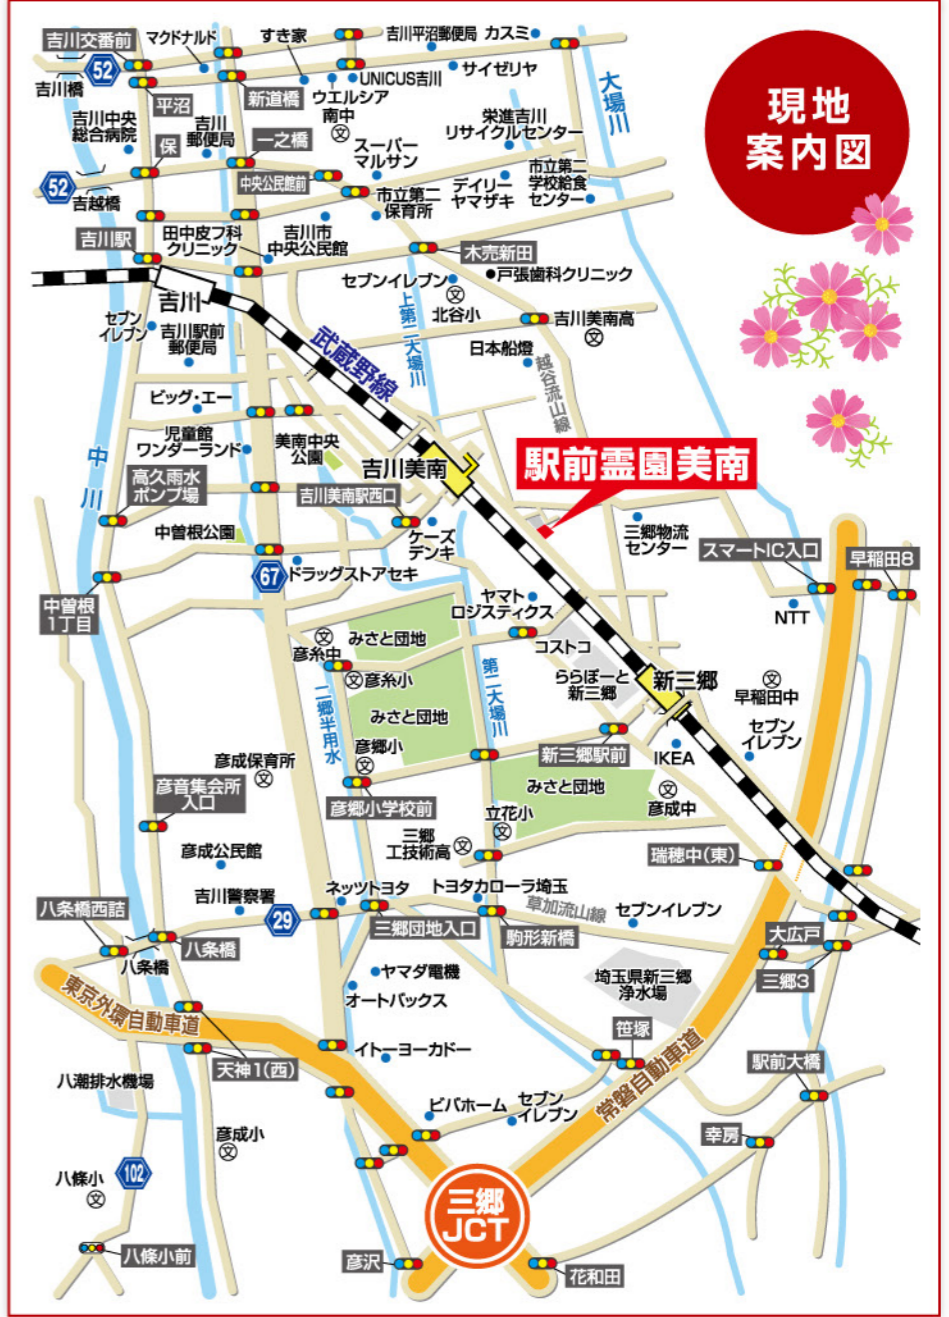 現地
案内図
吉川交番前
マクドナルド
すき家
吉川平沼郵便局
カスミ
52
吉川橋
平沼
新道橋
UNICUS吉川
サイゼリヤ
ウエルシア
大場川
吉川中央
総合病院
吉川
郵便局
南中
文
栄進吉川
リサイクルセンター
保
一之橋
スーパー
マルサン
52
吉越橋
中央公民館前
市立第二
保育所
デイリー
ヤマザキ
市立第二
学校給食
センター
吉川駅
田中皮フ科
クリニック
吉川市
中央公民館
木売新田
セブンイレブン
文
戸張歯科クリニック
北谷小
吉川
セブン
イレブン
吉川駅前
郵便局
武蔵野線
上第二大場川
吉川美南高
文
日本船燈
越谷流山線
ビッグ・エー
児童館
ワンダーランド
美南中央
公園
吉川美南
駅前霊園美南
中川
高久雨水
ポンプ場
吉川美南駅西口
中曽根公園
ケーズ
デンキ
三郷物流
センター
スマートIC入口
早稲田8
67
ドラッグストアセキ
中曽根
1丁目
ヤマト
ロジスティクス
NTT
文
彦糸中
みさと団地
コストコ
文
彦糸小
第二大場川
ららぽーと
新三郷
新三郷
文
早稲田中
二郷半用水
みさと団地
セブン
イレブン
彦郷小
文
新三郷駅前
IKEA
彦成保育所
文
彦音集会所
入口
彦郷小学校前
みさと団地
文
彦成中
立花小
文
三郷
工技術高
文
彦成公民館
瑞穂中(東)
吉川警察署
ネッツトヨタ
トヨタカローラ埼玉
八条橋西詰
29
草加流山線
セブンイレブン
三郷団地入口
駒形新橋
大広戸
八条橋
八条橋
三郷3
ヤマダ電機
埼玉県新三郷
浄水場
オートバックス
東京外環自動車道
笹塚
イトーヨーカドー
天神1(西)
常磐自動車道
駅前大橋
八潮排水機場
ビバホーム
セブン
イレブン
彦成小
文
幸房
102
八條小
文
三郷
JCT
八條小前
彦沢
花和田